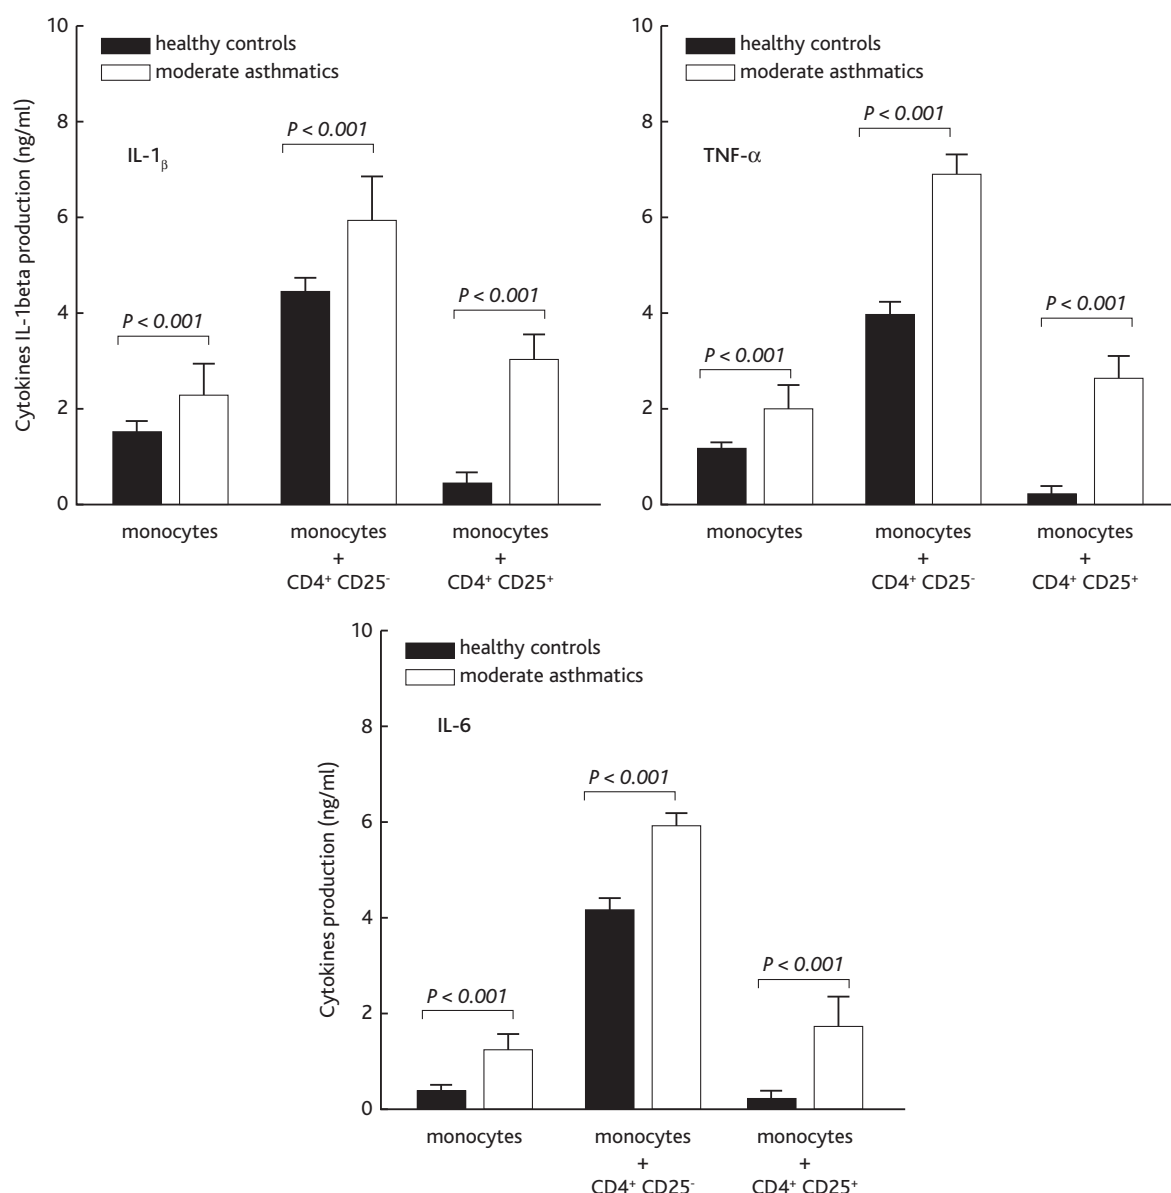 10
healthy controls
moderate asthmatics
8
P < 0.001
IL-1β
6
P < 0.001
4
P < 0.001
2
0
Cytokines IL-1beta production (ng/ml)
monocytes
monocytes
+
CD4⁺ CD25⁻
monocytes
+
CD4⁺ CD25⁺
10
healthy controls
moderate asthmatics
8
P < 0.001
TNF-α
6
4
P < 0.001
P < 0.001
2
0
monocytes
monocytes
+
CD4⁺ CD25⁻
monocytes
+
CD4⁺ CD25⁺
10
healthy controls
moderate asthmatics
8
IL-6
P < 0.001
6
4
P < 0.001
P < 0.001
2
0
Cytokines production (ng/ml)
monocytes
monocytes
+
CD4⁺ CD25⁻
monocytes
+
CD4⁺ CD25⁺